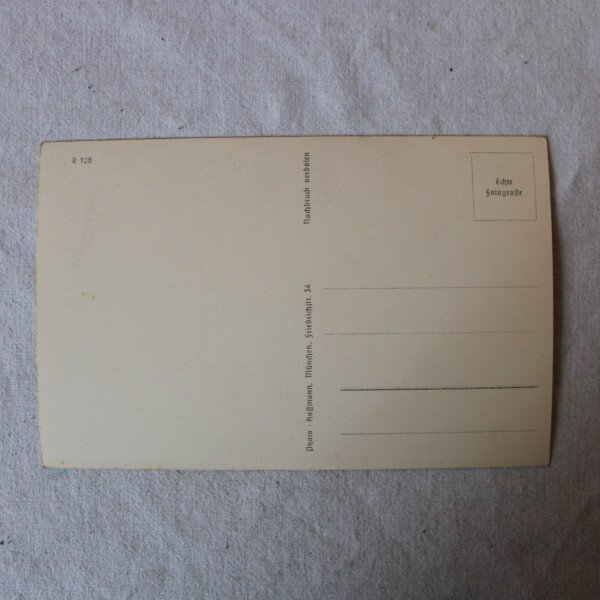 R 108
Nachdruck verboten
Photo - Hoffmann, München, Friedrichstr. 34
Echte
Fotografie